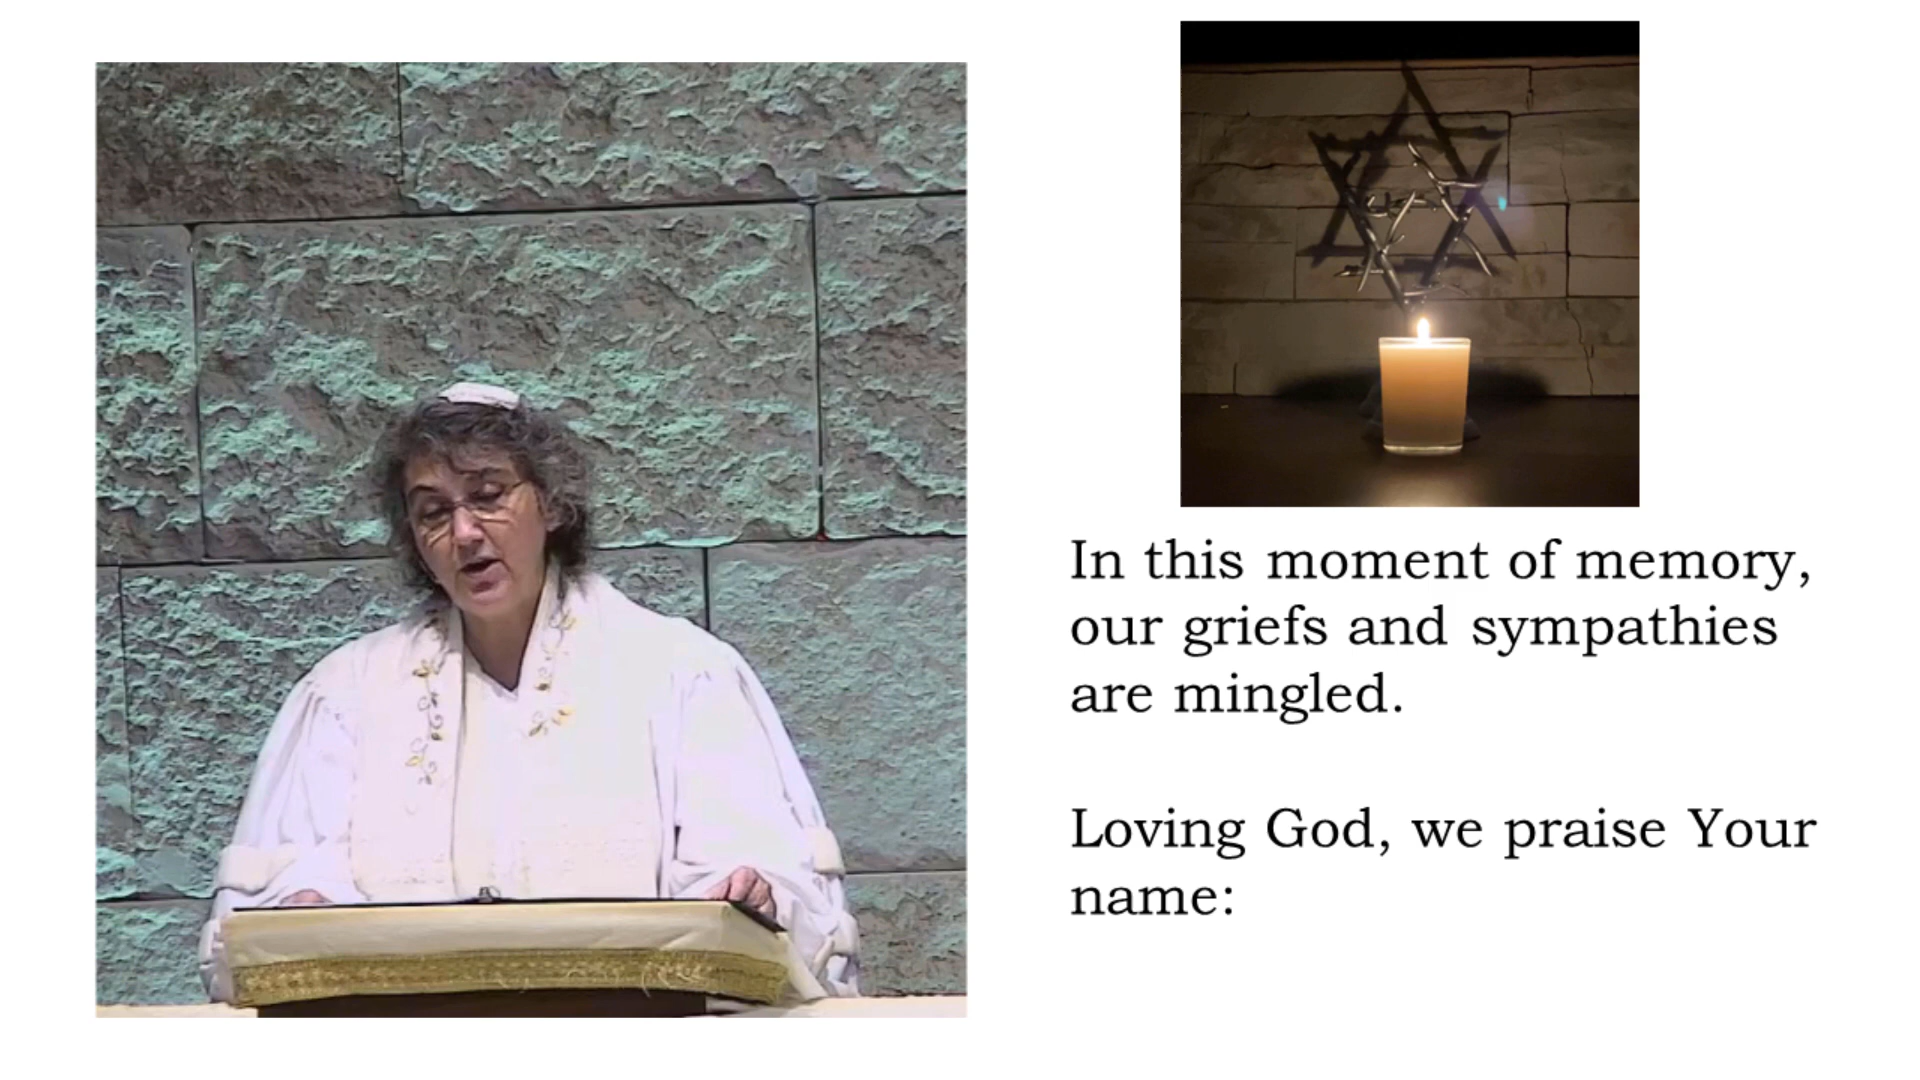 In this moment of memory,
our griefs and sympathies
are mingled.
Loving God, we praise Your
name: